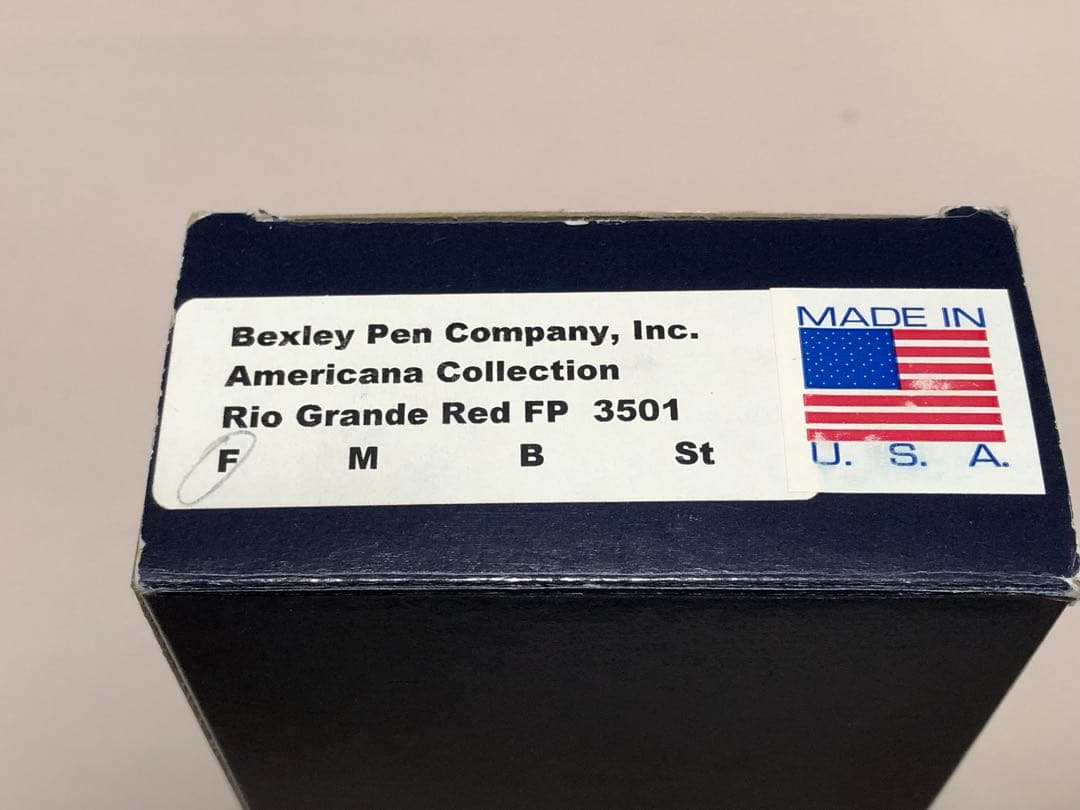 Bexley Pen Company, Inc.
Americana Collection
Rio Grande Red FP 3501
F M B St
MADE IN
U. S. A.